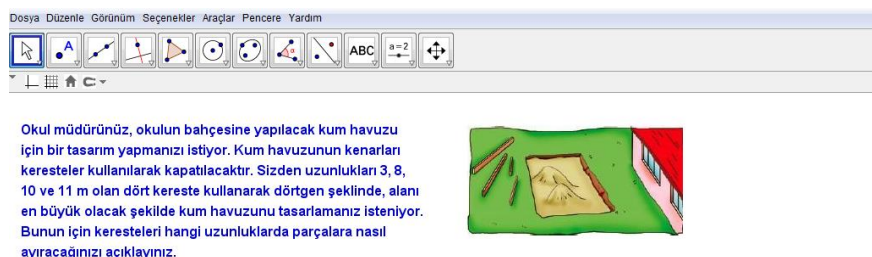 Dosya Düzenle Görünüm Seçenekler Araçlar Pencere Yardım
A
α
ABC
a=2
Okul müdürünüz, okulun bahçesine yapılacak kum havuzu
için bir tasarım yapmanızı istiyor. Kum havuzunun kenarları
keresteler kullanılarak kapatılacaktır. Sizden uzunlukları 3, 8,
10 ve 11 m olan dört kereste kullanarak dörtgen şeklinde, alanı
en büyük olacak şekilde kum havuzunu tasarlamanız isteniyor.
Bunun için keresteleri hangi uzunluklarda parçalara nasıl
ayıracağınızı açıklayınız.